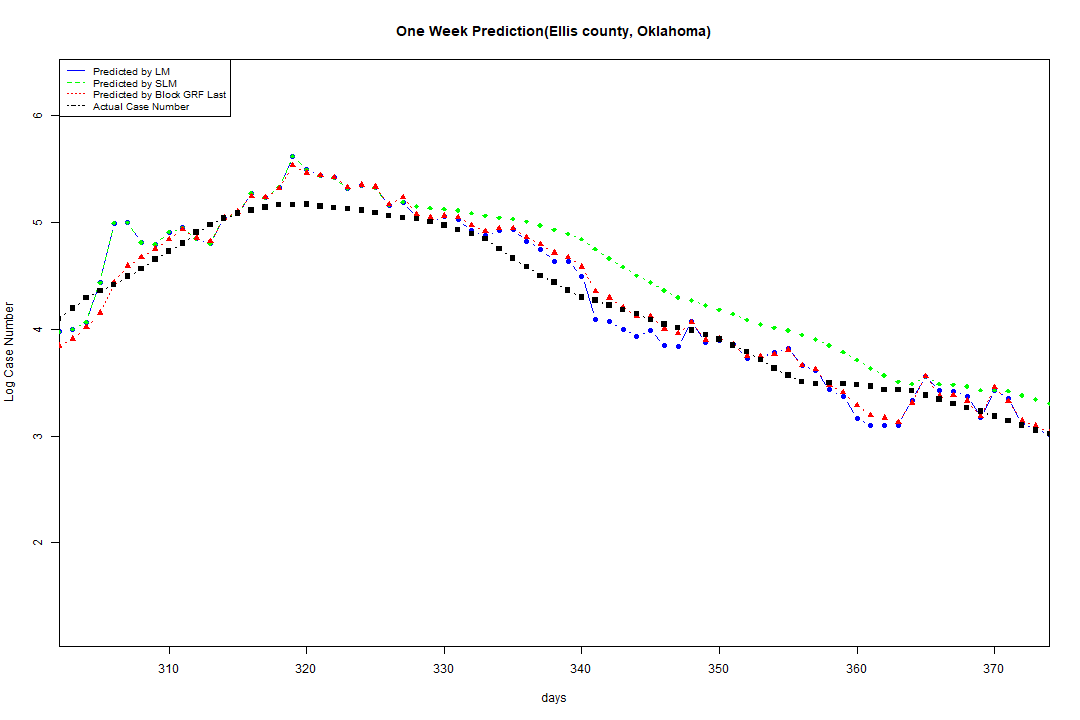 One Week Prediction(Ellis county, Oklahoma)
Predicted by LM
Predicted by SLM
Predicted by Block GRF Last
Actual Case Number
Log Case Number
6
5
4
3
2
310 320 330 340 350 360 370
days